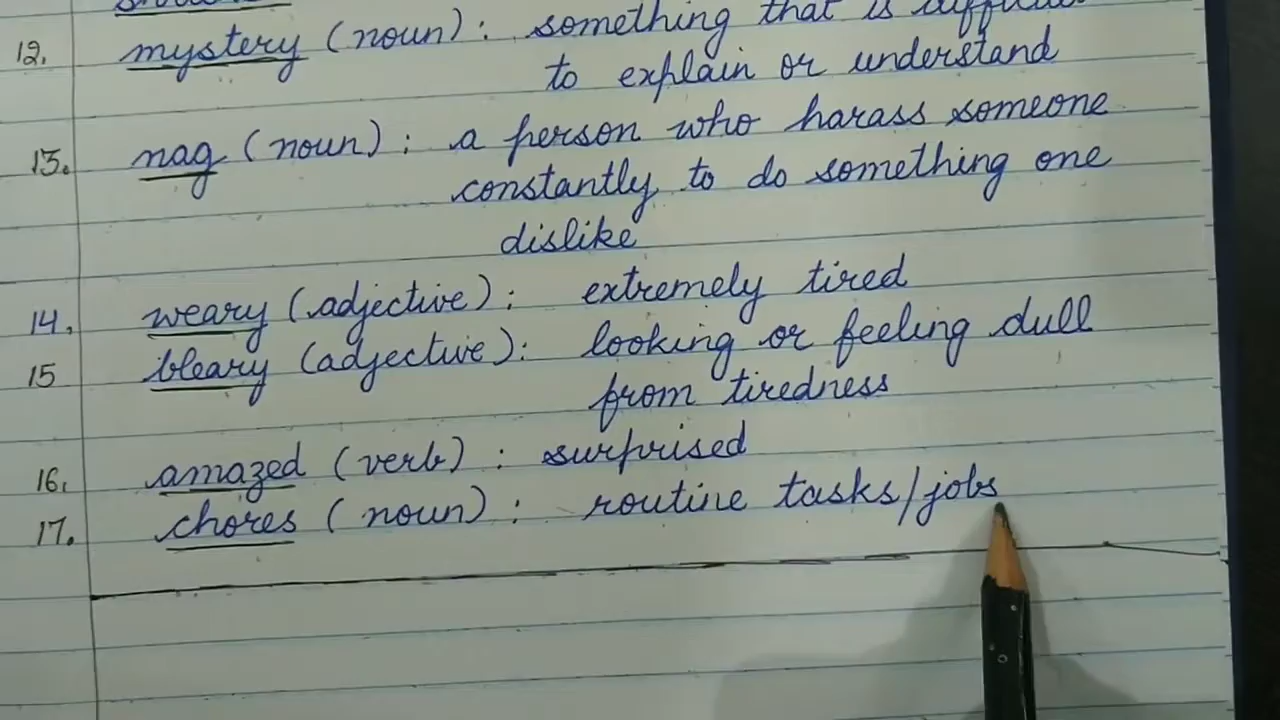 12. mystery (noun): something that is difficult
to explain or understand
13. nag (noun): a person who harass someone
constantly to do something one
dislike
14. weary (adjective): extremely tired
15 bleary (adjective): looking or feeling dull
from tiredness
16. amazed (verb): surprised
17. chores (noun): routine tasks/jobs